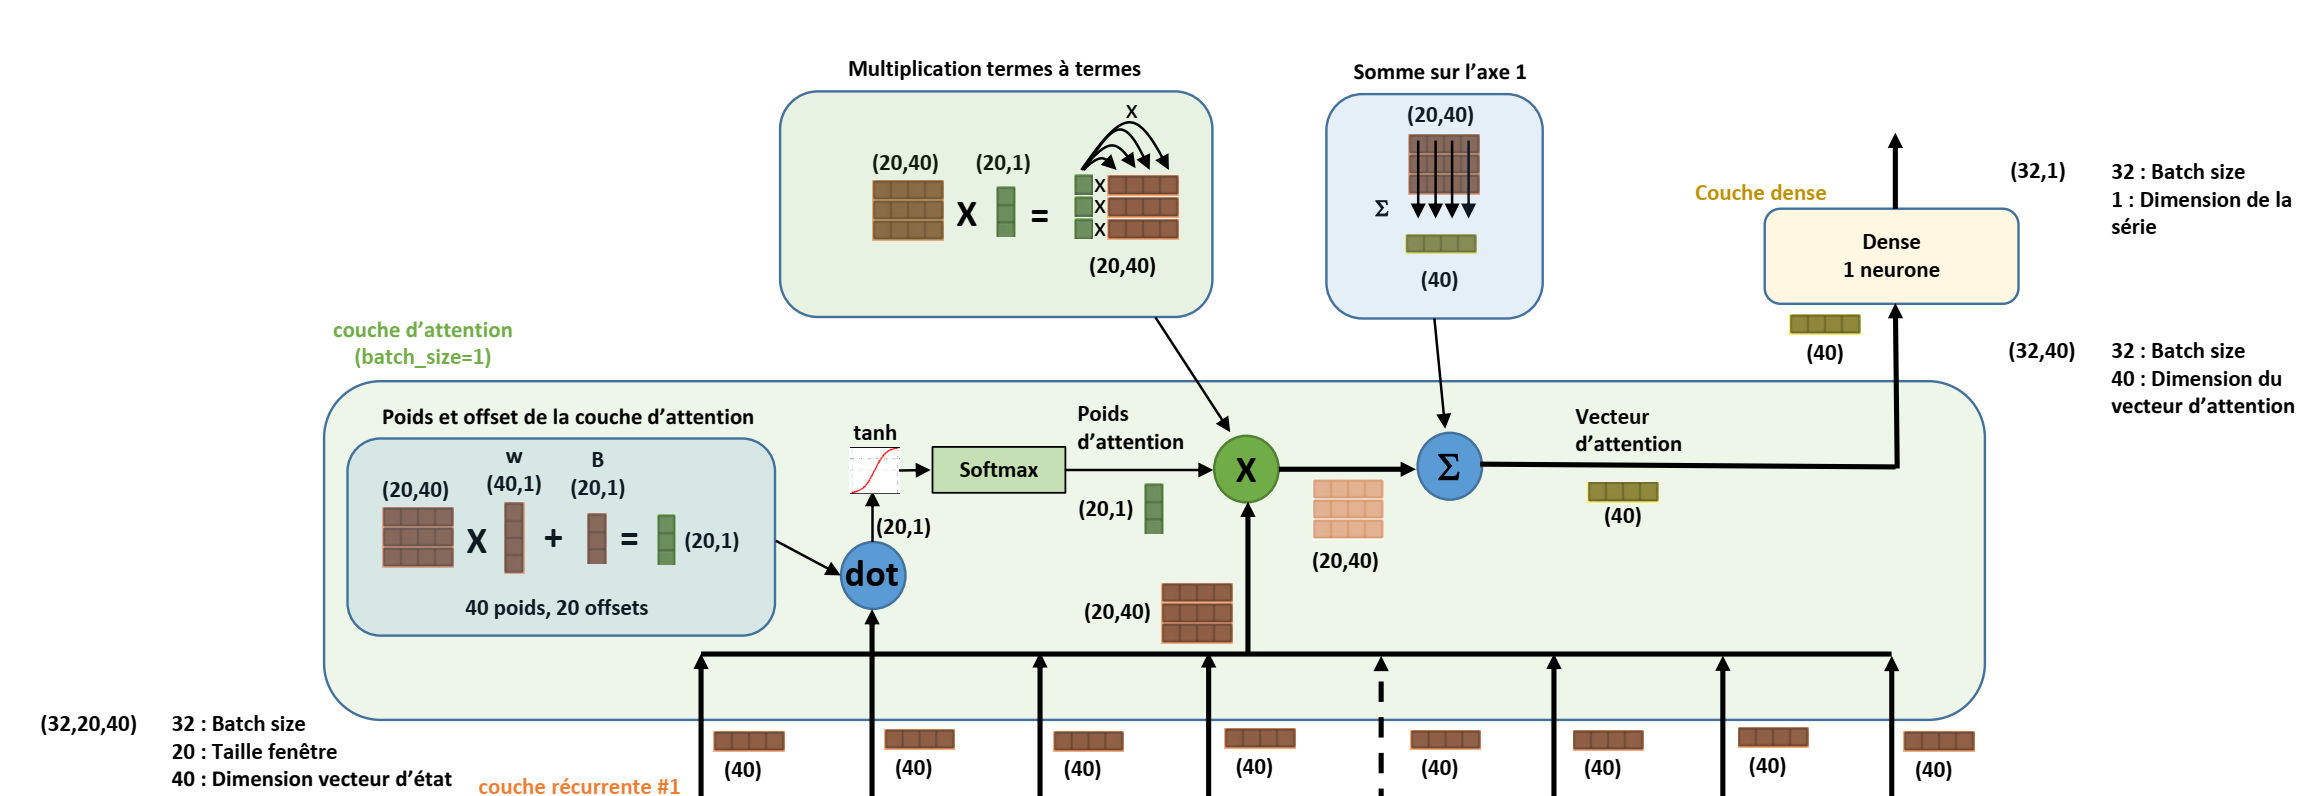 Multiplication termes à termes
(20,40)
(20,1)
X
=
X
X
X
X
(20,40)
Somme sur l'axe 1
(20,40)
Σ
(40)
Couche dense
Dense
1 neurone
(40)
(32,1)
32 : Batch size
1 : Dimension de la
série
(32,40)
32 : Batch size
40 : Dimension du
vecteur d'attention
couche d'attention
(batch_size=1)
Poids et offset de la couche d'attention
(20,40)
X
w
(40,1)
+
B
(20,1)
=
(20,1)
40 poids, 20 offsets
dot
(20,1)
tanh
Softmax
Poids
d'attention
(20,1)
X
(20,40)
(20,40)
Σ
Vecteur
d'attention
(40)
(32,20,40)
32 : Batch size
20 : Taille fenêtre
40 : Dimension vecteur d'état
couche récurrente #1
(40)
(40)
(40)
(40)
(40)
(40)
(40)
(40)